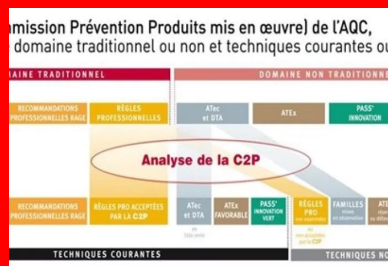 mmission Prévention Produits mis en œuvre) de l'AQC,
domaine traditionnel ou non et techniques courantes ou
AINE TRADITIONNEL
DOMAINE NON TRADITIONNE
RECOMMANDATIONS
PROFESSIONNELLES RAGE
RÈGLES
PROFESSIONNELLES
ATec
et DTA
ATEx
PASS'
INNOVATION
Analyse de la C2P
RECOMMANDATIONS
PROFESSIONNELLES RAGE
RÈGLES PRO ACCEPTÉES
PAR LA C2P
ATec
et DTA
ATEx
FAVORABLE
PASS'
INNOVATION
VERT
RÈGLES
PRO
FAMILLES
TECHNIQUES COURANTES
TECHNIQUES NO